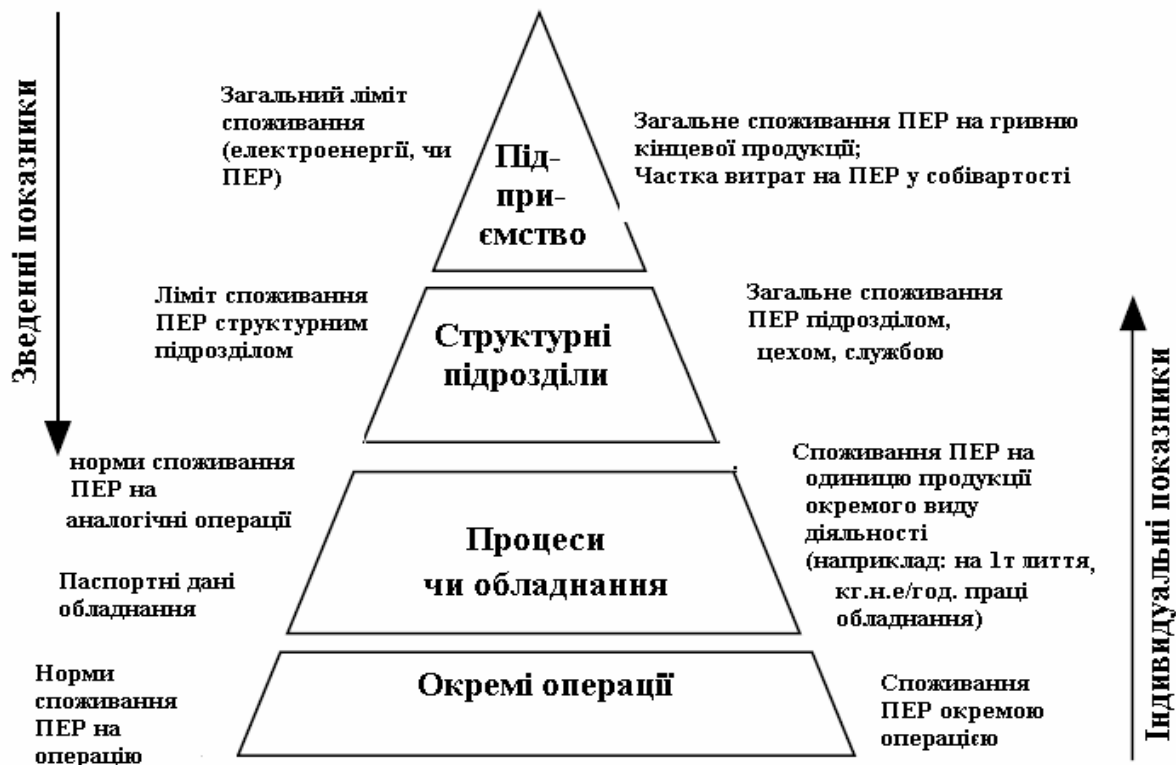 Зведенні показники
Загальний ліміт
споживання
(електроенергії, чи
ПЕР)
Під-
при-
ємство
Загальне споживання ПЕР на гривню
кінцевої продукції;
Частка витрат на ПЕР у собівартості
Ліміт споживання
ПЕР структурним
підрозділом
Структурні
підрозділи
Загальне споживання
ПЕР підрозділом,
цехом, службою
норми споживання
ПЕР на
аналогічні операції
Паспортні дані
обладнання
Процеси
чи обладнання
Споживання ПЕР на
одиницю продукції
окремого виду
діяльності
(наприклад: на 1т лиття,
кг.н.е/год. праці
обладнання)
Норми
споживання
ПЕР на
операцію
Окремі операції
Споживання
ПЕР окремою
операцією
Індивидуальні показники